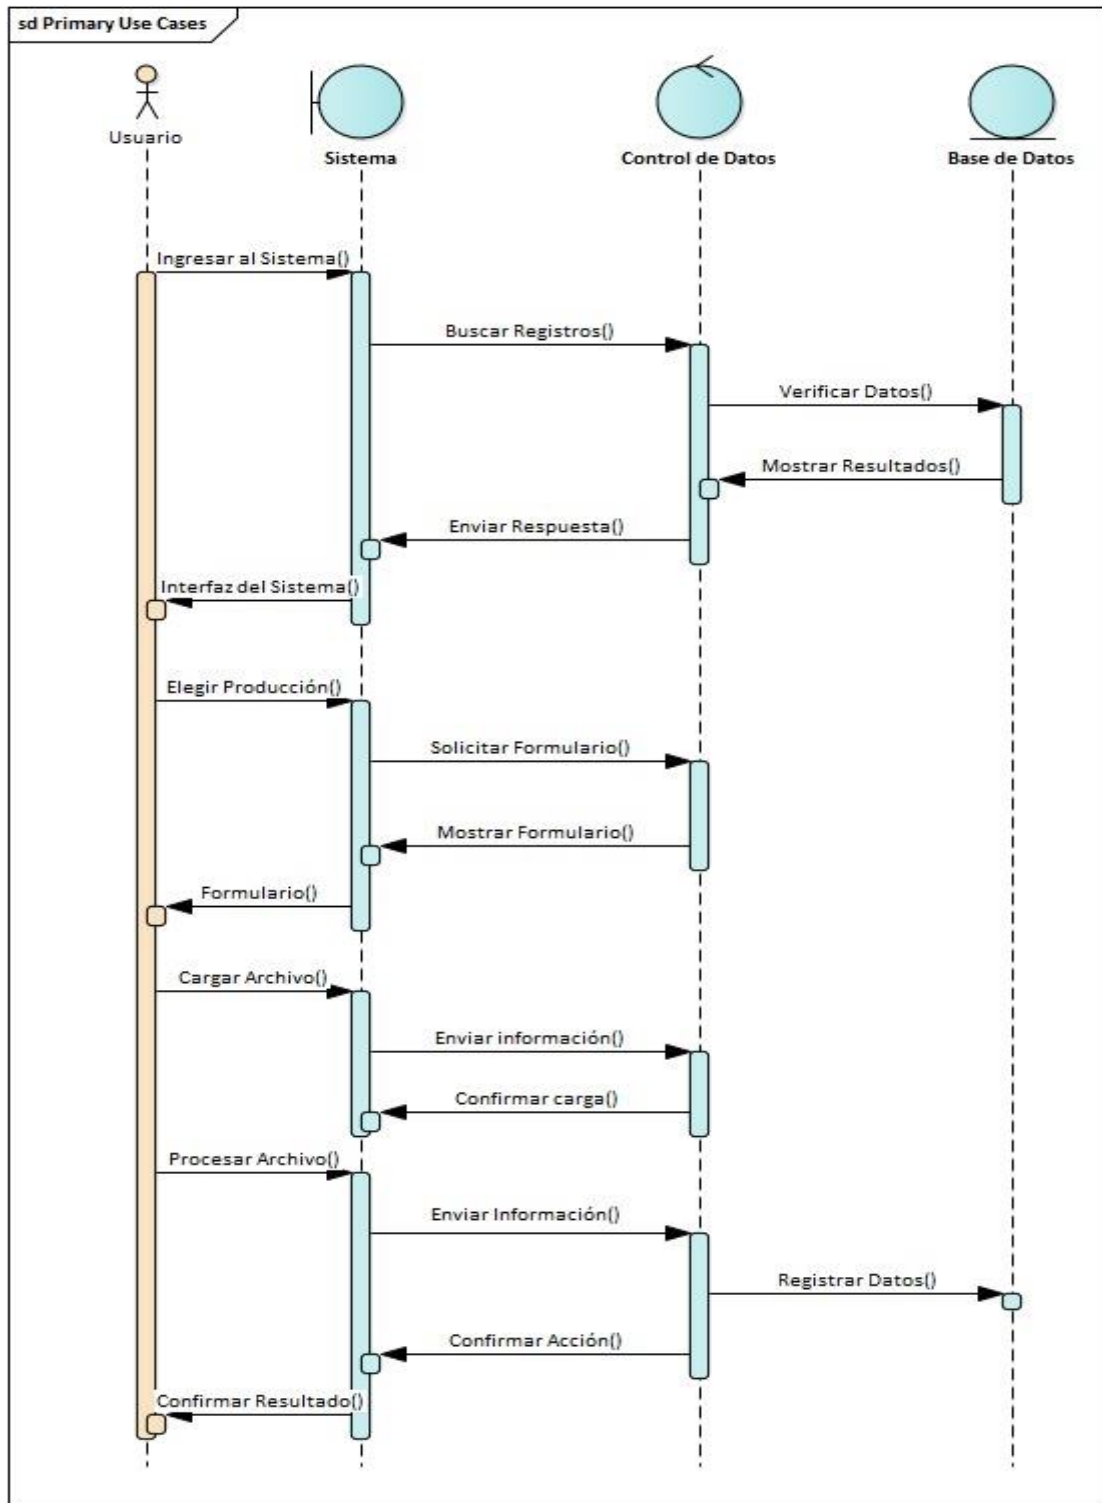 sd Primary Use Cases
Usuario
Sistema
Control de Datos
Base de Datos
Ingresar al Sistema()
Buscar Registros()
Verificar Datos()
Mostrar Resultados()
Enviar Respuesta()
Interfaz del Sistema()
Elegir Producción()
Solicitar Formulario()
Mostrar Formulario()
Formulario()
Cargar Archivo()
Enviar información()
Confirmar carga()
Procesar Archivo()
Enviar Información()
Registrar Datos()
Confirmar Acción()
Confirmar Resultado()